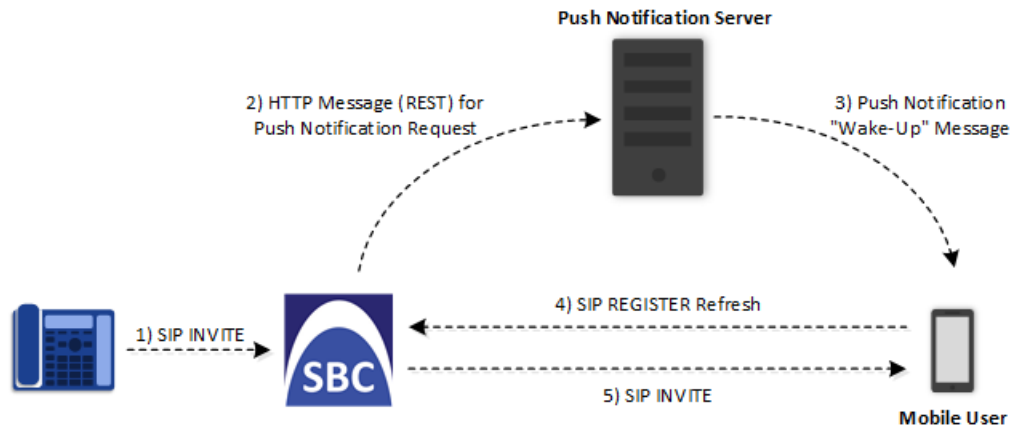 Push Notification Server
2) HTTP Message (REST) for
Push Notification Request
3) Push Notification
"Wake-Up" Message
1) SIP INVITE
SBC
4) SIP REGISTER Refresh
5) SIP INVITE
Mobile User